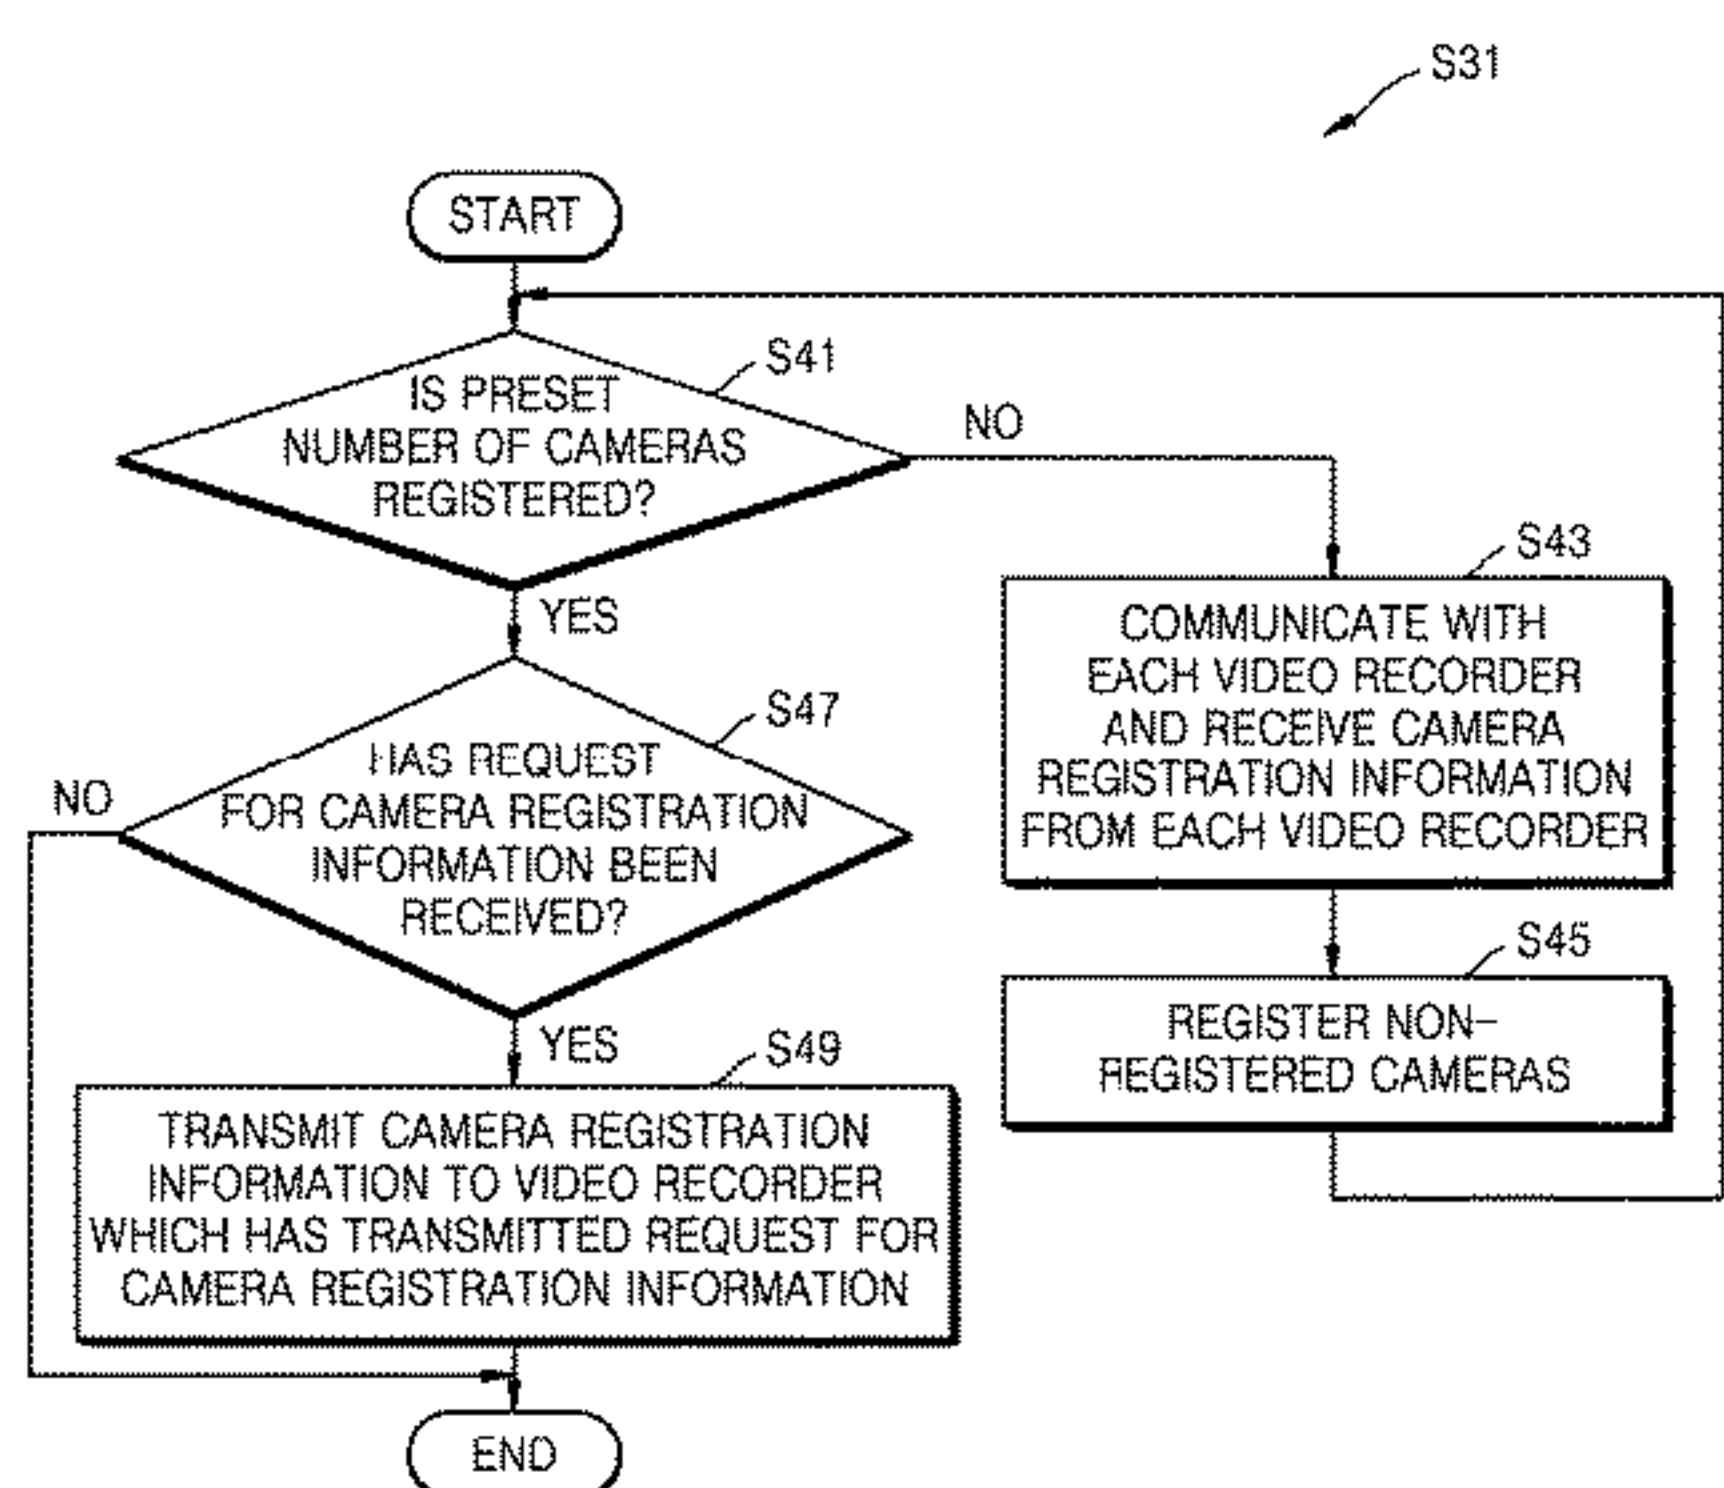 S31
START
S41
IS PRESET
NUMBER OF CAMERAS
REGISTERED?
NO
YES
S43
COMMUNICATE WITH
EACH VIDEO RECORDER
AND RECEIVE CAMERA
REGISTRATION INFORMATION
FROM EACH VIDEO RECORDER
S45
REGISTER NON-
REGISTERED CAMERAS
S47
HAS REQUEST
FOR CAMERA REGISTRATION
INFORMATION BEEN
RECEIVED?
NO
YES
S49
TRANSMIT CAMERA REGISTRATION
INFORMATION TO VIDEO RECORDER
WHICH HAS TRANSMITTED REQUEST FOR
CAMERA REGISTRATION INFORMATION
END